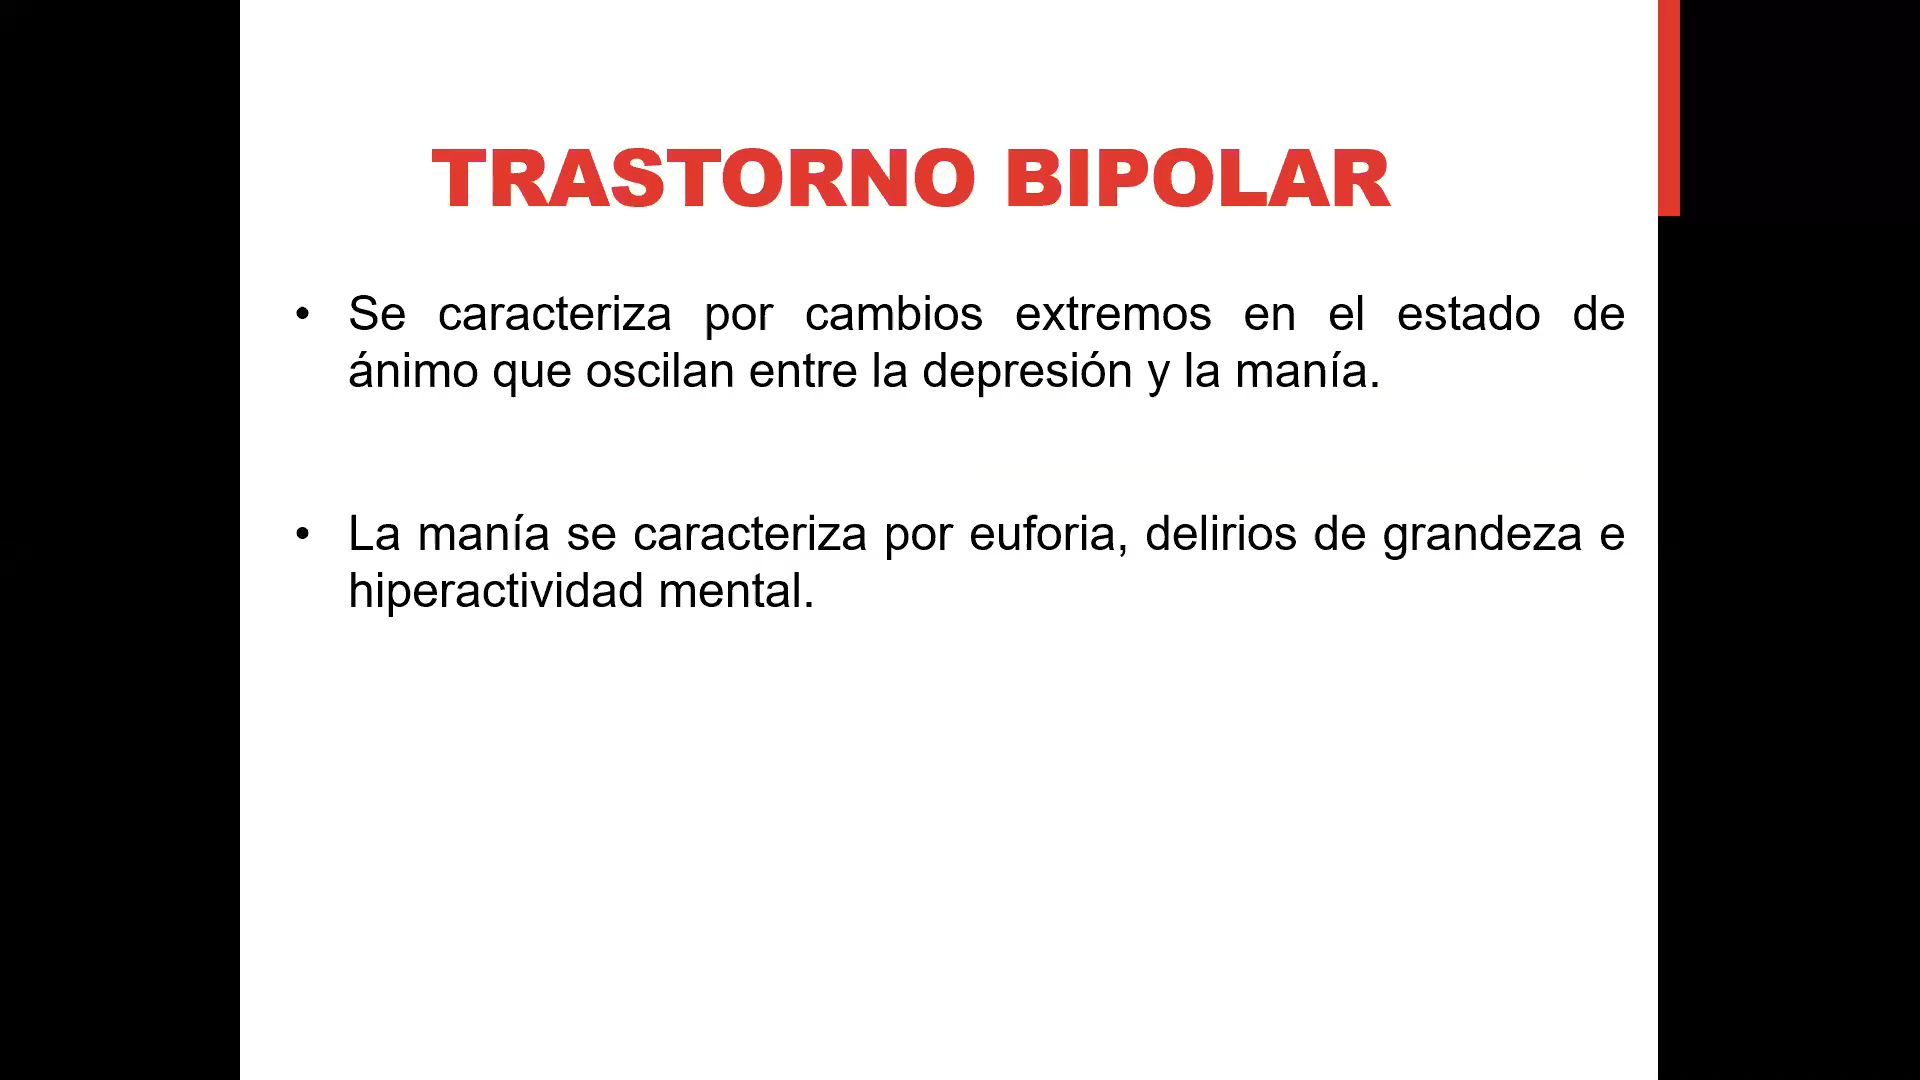 TRASTORNO BIPOLAR
• Se caracteriza por cambios extremos en el estado de
ánimo que oscilan entre la depresión y la manía.
• La manía se caracteriza por euforia, delirios de grandeza e
hiperactividad mental.